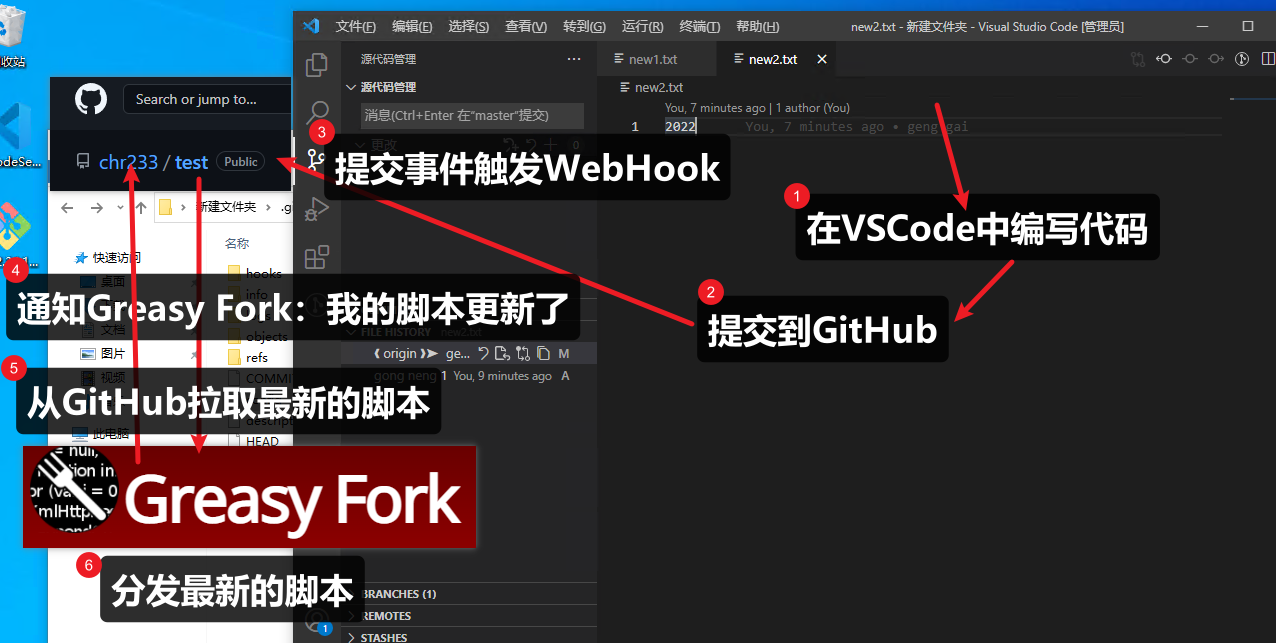 文件(F) 编辑(E) 选择(S) 查看(V) 转到(G) 运行(R) 终端(T) 帮助(H) new2.txt - 新建文件夹 - Visual Studio Code [管理员]
收站
源代码管理 ···
new1.txt new2.txt
源代码管理
new2.txt
Search or jump to...
消息(Ctrl+Enter 在“master”提交)
You, 7 minutes ago | 1 author (You)
1 2022 You, 7 minutes ago • geng gai
更改 0
3
提交事件触发WebHook
chr233 / test Public
odeSe...
1
在VSCode中编写代码
新建文件夹
名称
快速访问
hooks
4
桌面
info
通知Greasy Fork：我的脚本更新了
2
提交到GitHub
文档
objects
FILE HISTORY new2.txt
图片
refs
origin ge... M
5
视频
COMMI
gong neng 1 You, 9 minutes ago A
从GitHub拉取最新的脚本
descript
此电脑
HEAD
= null,
tion in
or (va i = 0
mlHttp
Greasy Fork
6
分发最新的脚本
BRANCHES (1)
REMOTES
1
STASHES